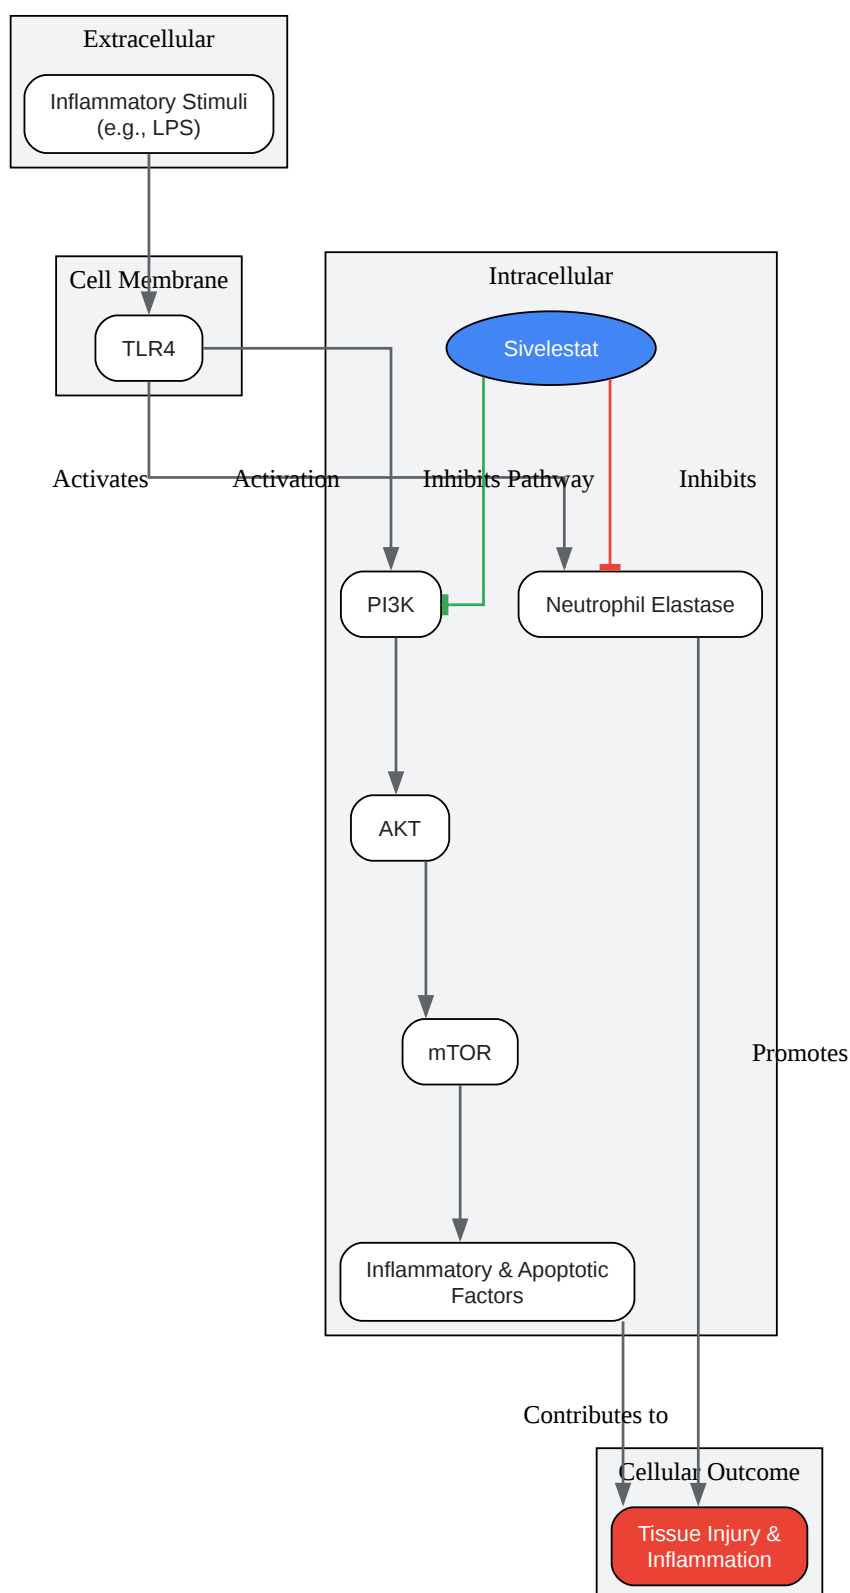 Extracellular
Inflammatory Stimuli
(e.g., LPS)
Cell Membrane
TLR4
Intracellular
Sivelestat
Activates
Activation
Inhibits Pathway
Inhibits
PI3K
Neutrophil Elastase
AKT
mTOR
Promotes
Inflammatory & Apoptotic
Factors
Contributes to
Cellular Outcome
Tissue Injury &
Inflammation